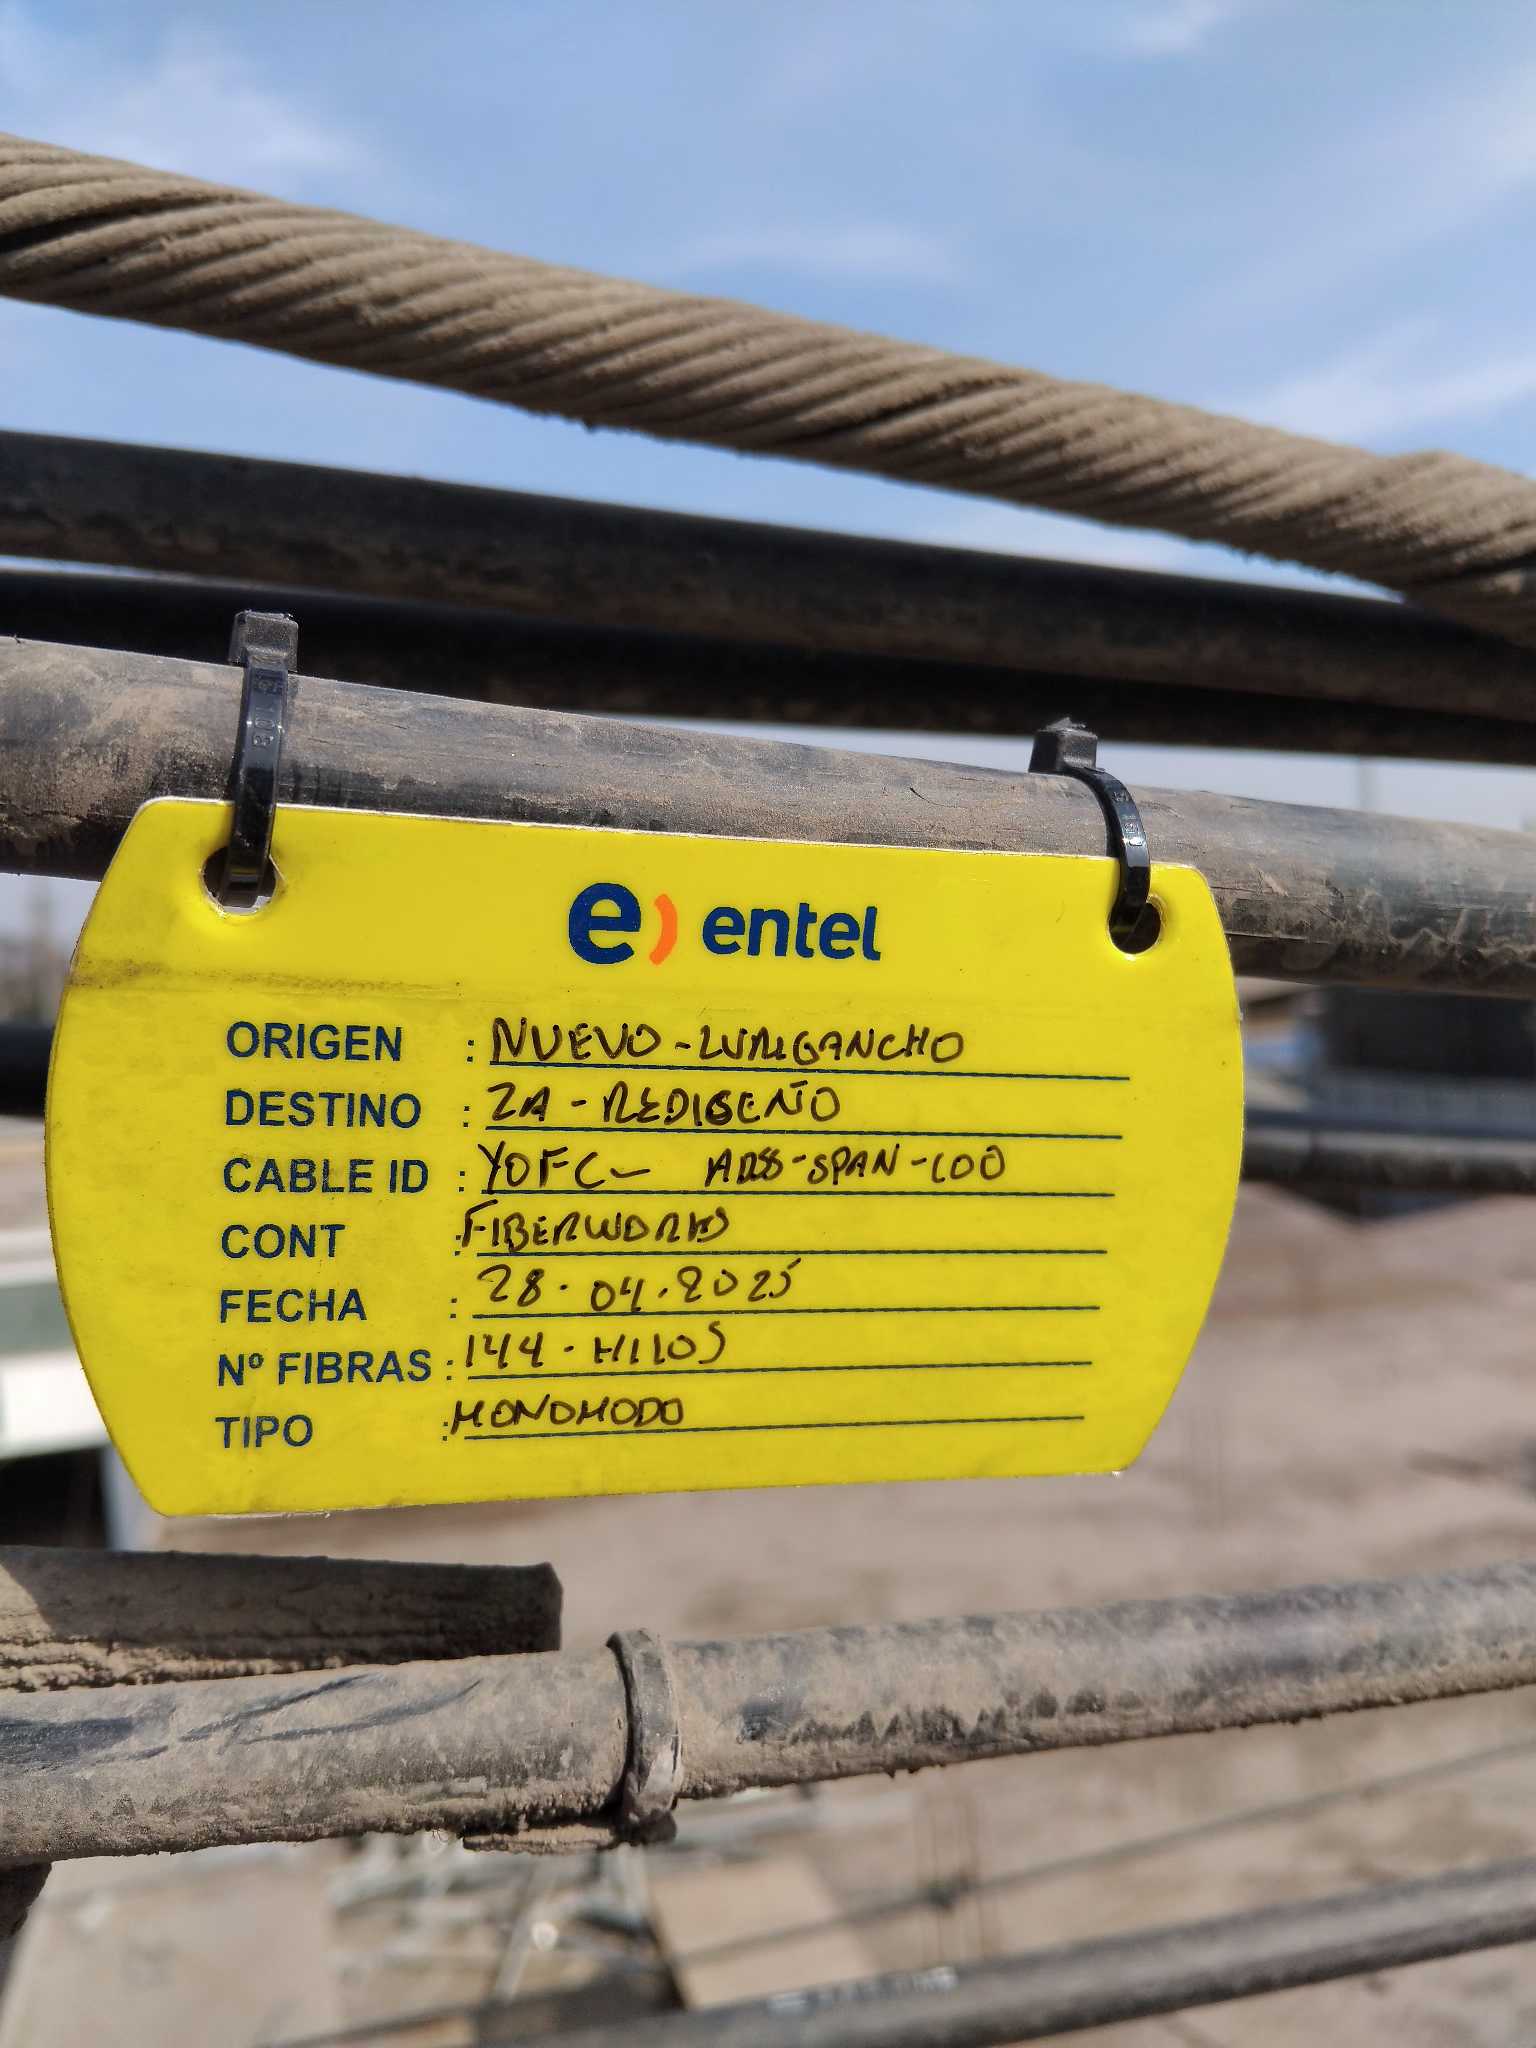 e) entel
ORIGEN : NUEVO-LURIGANCHO
DESTINO : ZA-REDISEÑO
CABLE ID : YOFC- ADSS-SPAN-100
CONT : FIBERWORKS
FECHA : 28.04.2025
Nº FIBRAS : 144-HILOS
TIPO : MONOMODO